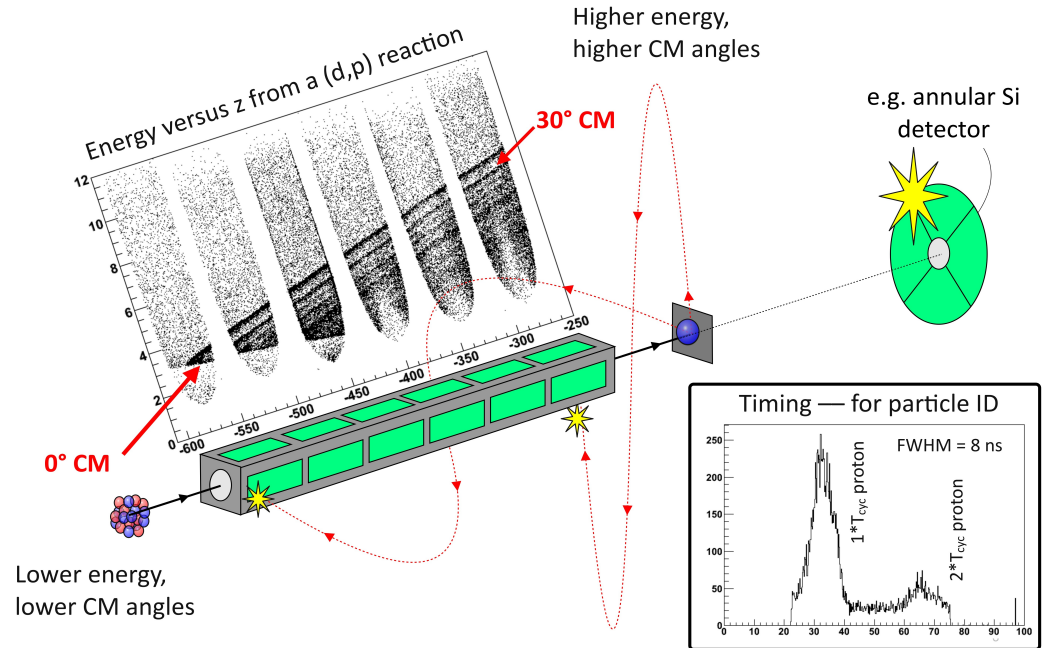 Higher energy,
higher CM angles
Energy versus z from a (d,p) reaction
e.g. annular Si
detector
30° CM
12
10
8
6
4
2
0
-600
-550
-500
-450
-400
-350
-300
-250
0° CM
Lower energy,
lower CM angles
Timing — for particle ID
FWHM = 8 ns
1*Tcyc proton
2*Tcyc proton
250
200
150
100
50
0
0 10 20 30 40 50 60 70 80 90 100